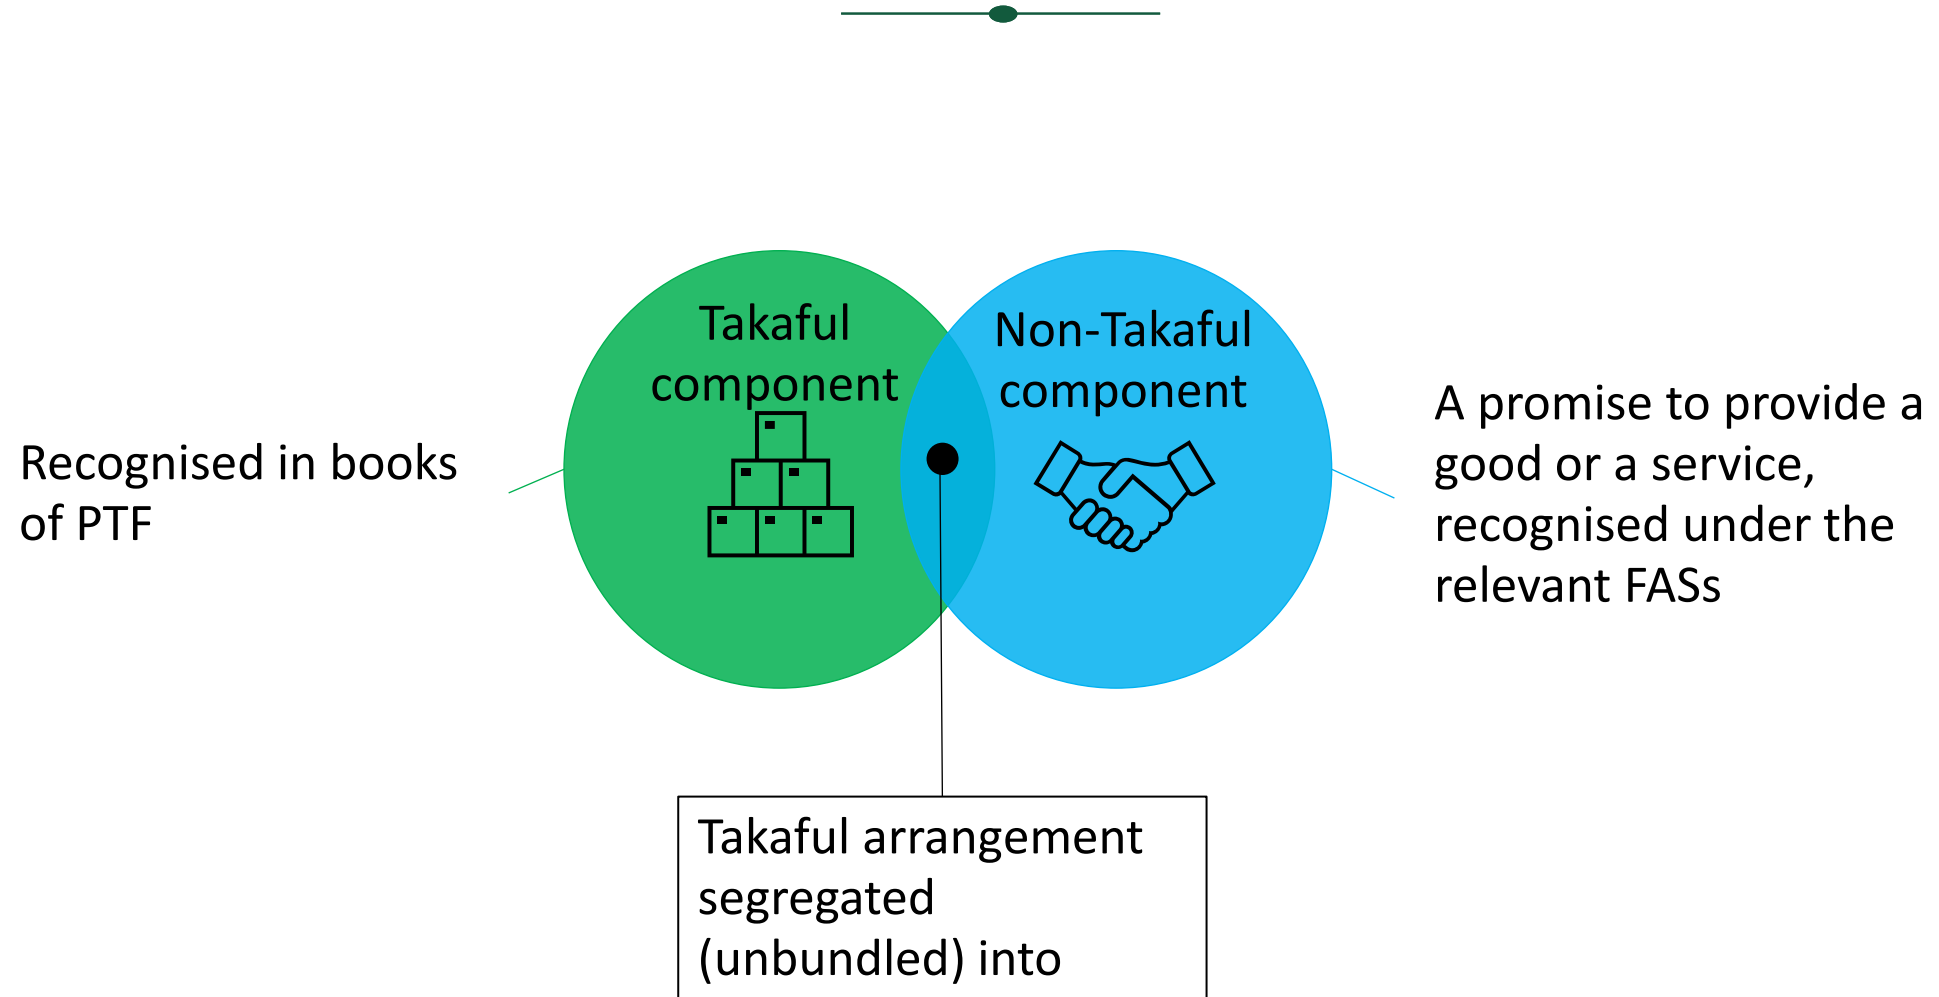 Takaful
component
Non-Takaful
component
Recognised in books
of PTF
A promise to provide a
good or a service,
recognised under the
relevant FASs
Takaful arrangement
segregated
(unbundled) into